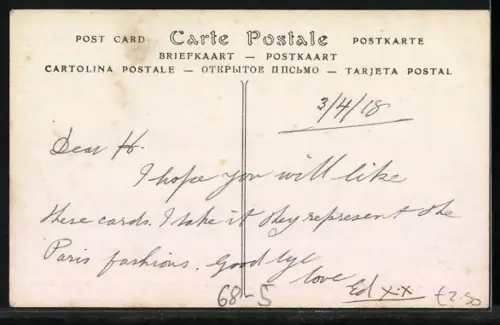 POST CARD Carte Postale POSTKARTE
BRIEFKAART — POSTKAART
CARTOLINA POSTALE — ОТКРЫТОЕ ПИСЬМО — TARJETA POSTAL
3/4/18
Dear H.
I hope you will like
these cards. I take it they represent the
Paris fashions. Good bye
love
Ed x.x
68-5
£2.50